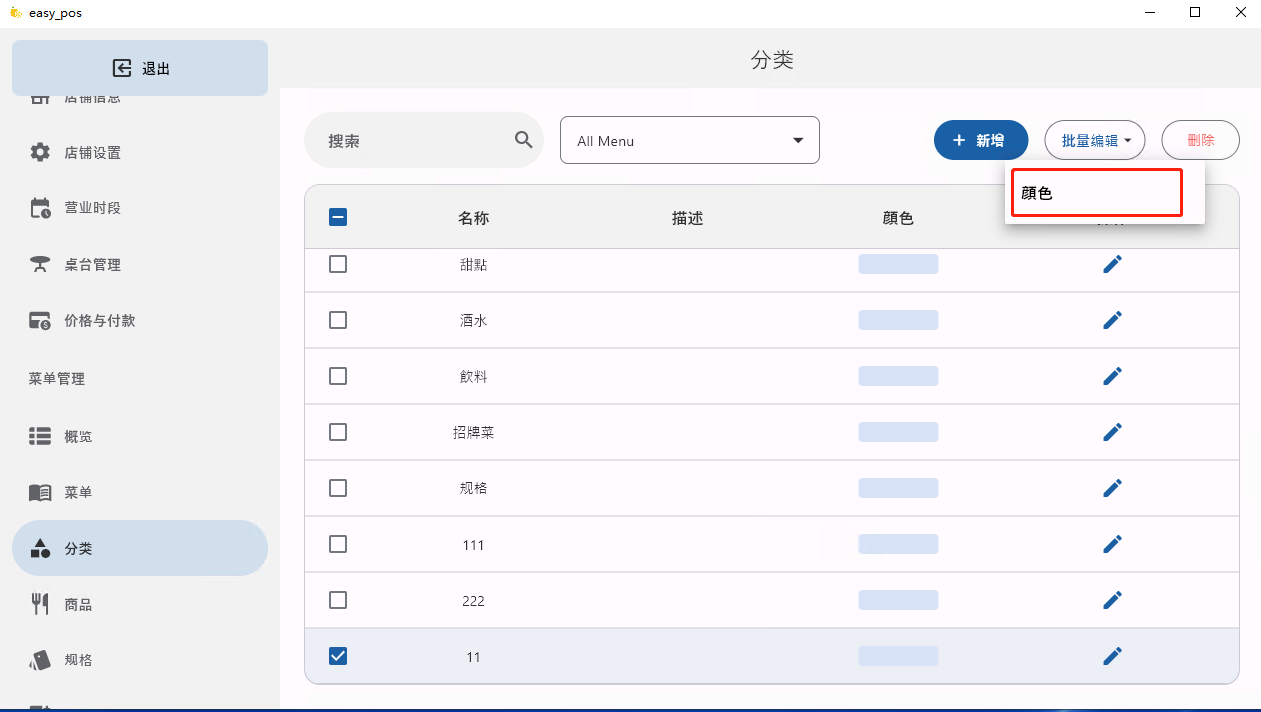 easy_pos
退出
店铺信息
店铺设置
营业时段
桌台管理
价格与付款
菜单管理
概览
菜单
分类
商品
规格
分类
搜索
All Menu
新增
批量编辑
删除
顔色
名称 描述 顔色
甜點
酒水
飲料
招牌菜
规格
111
222
11